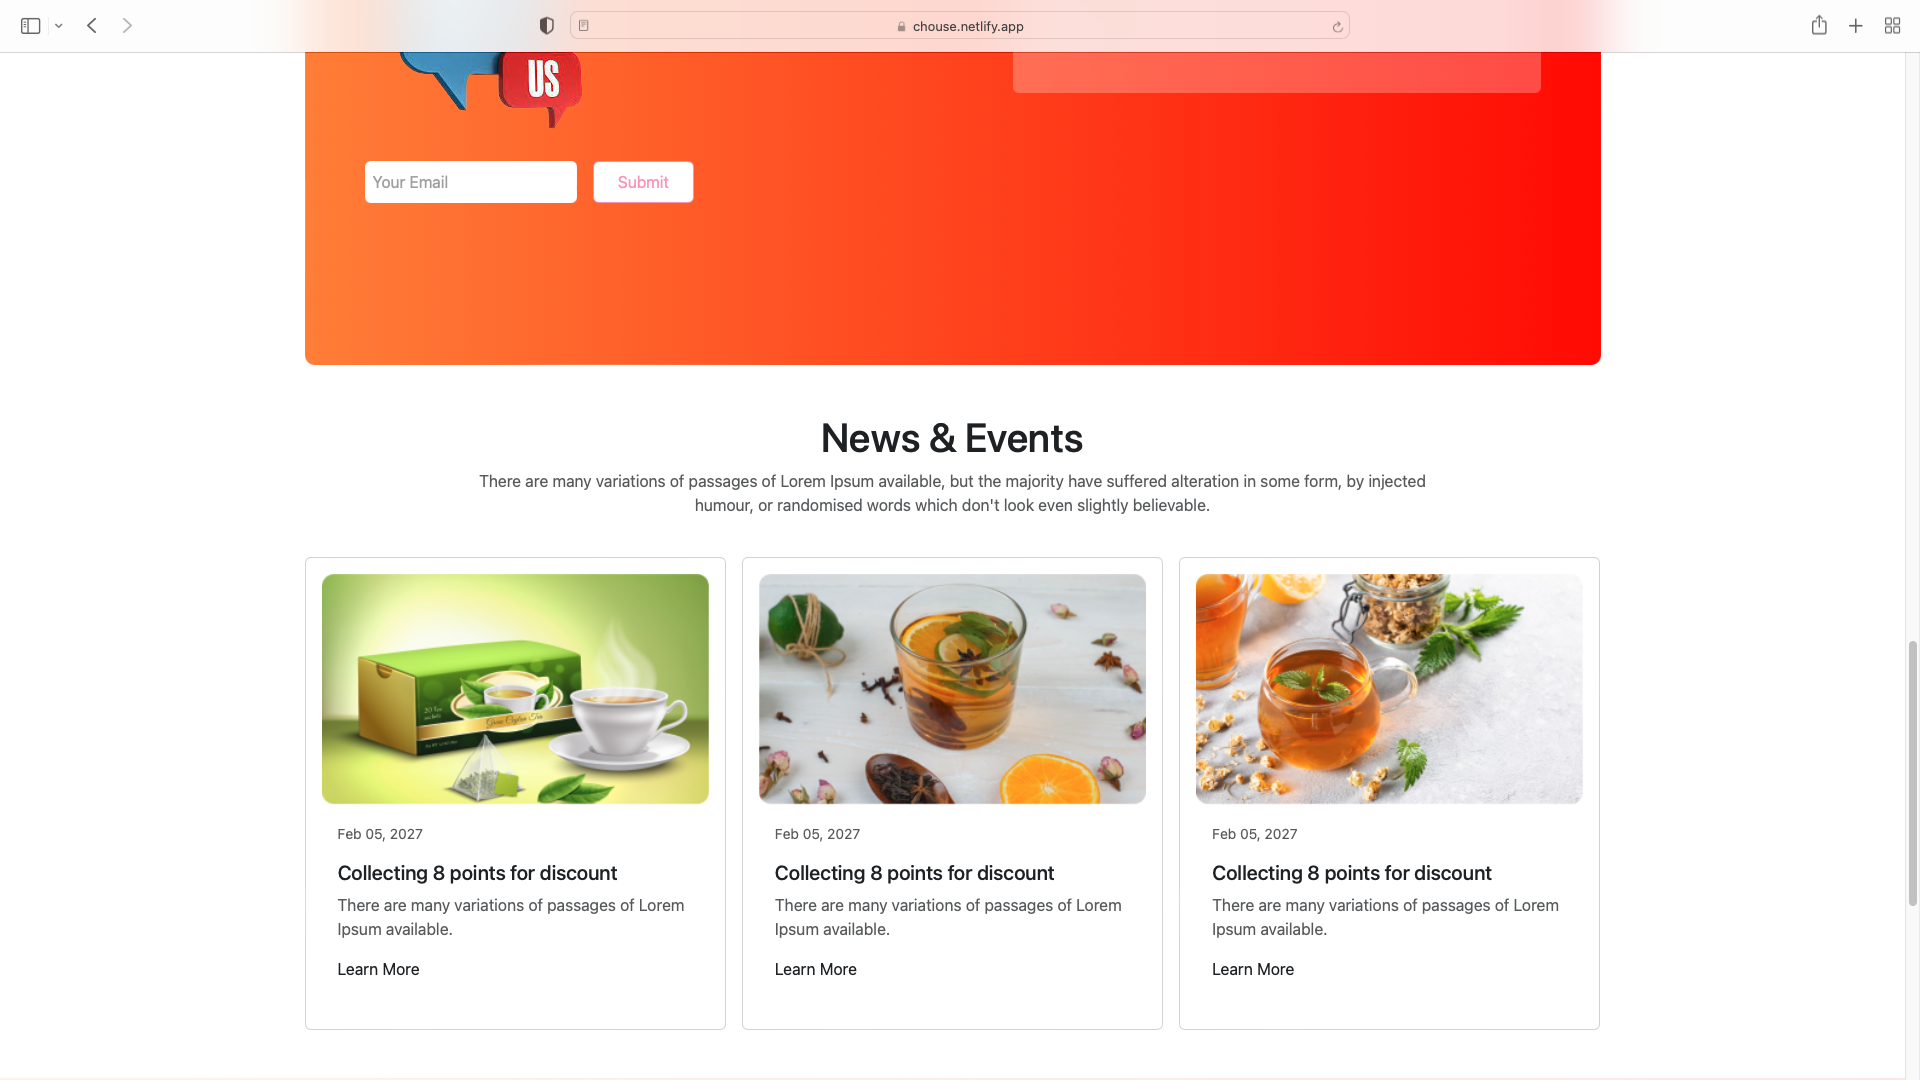 chouse.netlify.app
US
Your Email
Submit
News & Events
There are many variations of passages of Lorem Ipsum available, but the majority have suffered alteration in some form, by injected
humour, or randomised words which don't look even slightly believable.
Green Ceylon Tea
Feb 05, 2027
Collecting 8 points for discount
There are many variations of passages of Lorem
Ipsum available.
Learn More
Feb 05, 2027
Collecting 8 points for discount
There are many variations of passages of Lorem
Ipsum available.
Learn More
Feb 05, 2027
Collecting 8 points for discount
There are many variations of passages of Lorem
Ipsum available.
Learn More